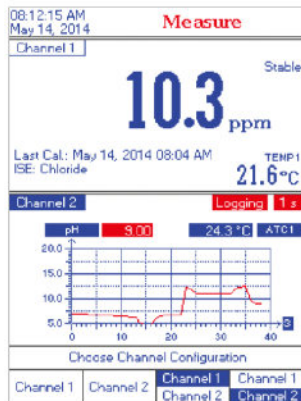 08:12:15 AM
May 14, 2014
Measure
Channel 1
Stable
10.3 ppm
Last Cal.: May 14, 2014 08:04 AM
TEMP1
ISE: Chloride
21.6°C
Channel 2
Logging
1 s
pH
9.00
24.3 °C
ATC1
20.0
15.0
10.0
5.0
0 10 20 30 40
S
Choose Channel Configuration
Channel 1
Channel 2
Channel 1
Channel 2
Channel 1
Channel 2